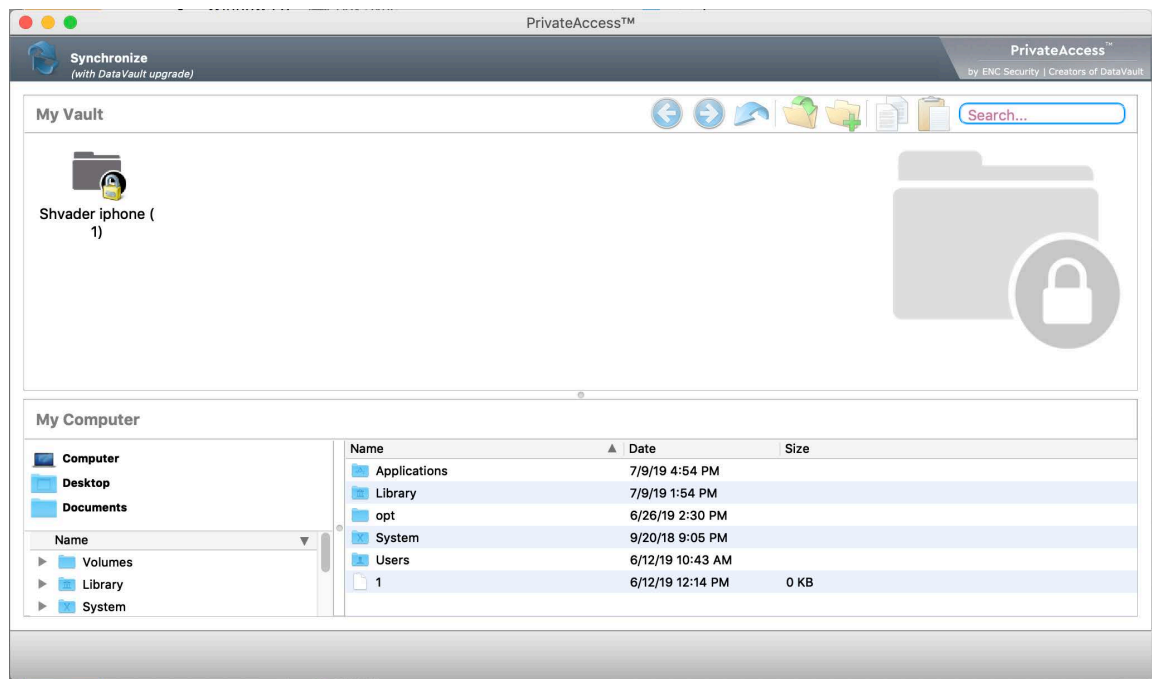 PrivateAccess™
Synchronize
(with DataVault upgrade)
PrivateAccess™
by ENC Security | Creators of DataVault
My Vault
Search...
Shvader iphone (
1)
My Computer
Computer
Desktop
Documents
Name
Volumes
Library
System
Name Date Size
Applications 7/9/19 4:54 PM
Library 7/9/19 1:54 PM
opt 6/26/19 2:30 PM
System 9/20/18 9:05 PM
Users 6/12/19 10:43 AM
1 6/12/19 12:14 PM 0 KB